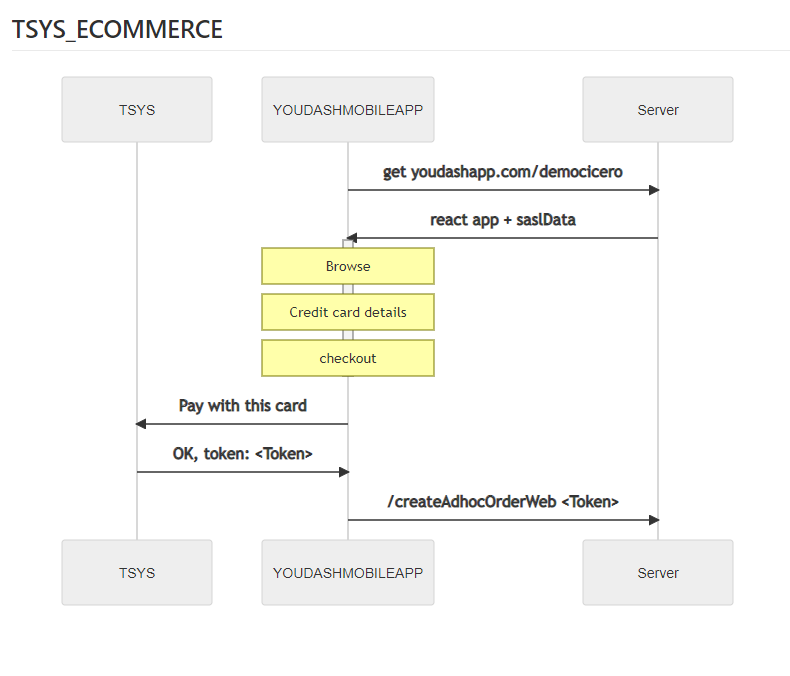 TSYS_ECOMMERCE
TSYS
YOUDASHMOBILEAPP
Server
get youdashapp.com/democicero
react app + saslData
Browse
Credit card details
checkout
Pay with this card
OK, token: <Token>
/createAdhocOrderWeb <Token>
TSYS
YOUDASHMOBILEAPP
Server